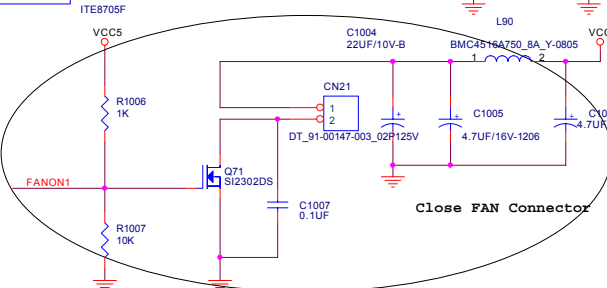 ITE8705F
L90
VCC5
C1004
22UF/10V-B
BMC4516A750_8A_Y-0805
1
2
CN21
1
2
R1006
1K
DT_91-00147-003_02P125V
C1005
4.7UF/16V-1206
FANON1
Q71
SI2302DS
C1007
0.1UF
R1007
10K
Close FAN Connector